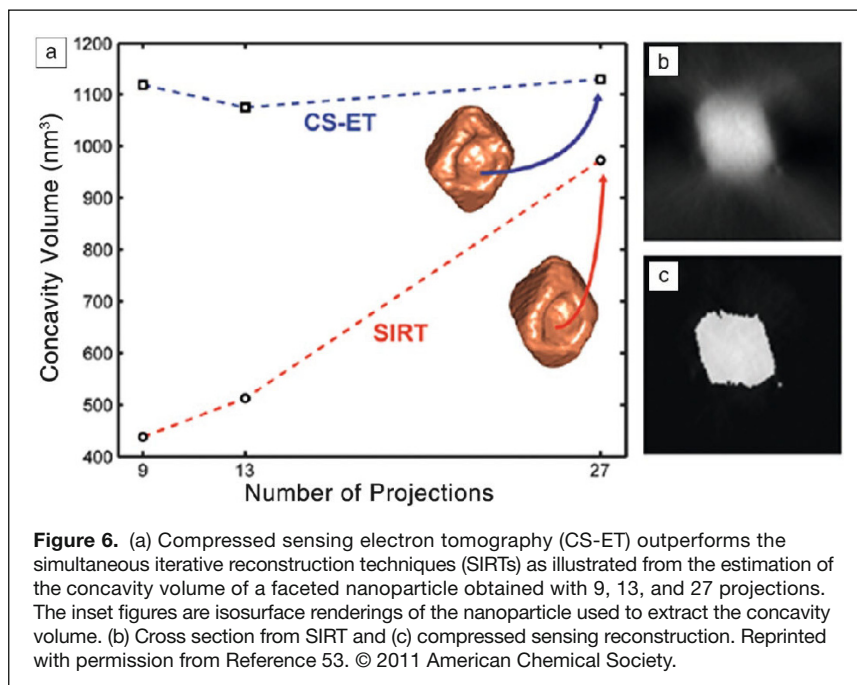 a
1200
1100
1000
900
800
700
600
500
400
Concavity Volume (nm³)
CS-ET
SIRT
9
13
27
Number of Projections
b
c
Figure 6. (a) Compressed sensing electron tomography (CS-ET) outperforms the
simultaneous iterative reconstruction techniques (SIRTs) as illustrated from the estimation of
the concavity volume of a faceted nanoparticle obtained with 9, 13, and 27 projections.
The inset figures are isosurface renderings of the nanoparticle used to extract the concavity
volume. (b) Cross section from SIRT and (c) compressed sensing reconstruction. Reprinted
with permission from Reference 53. © 2011 American Chemical Society.